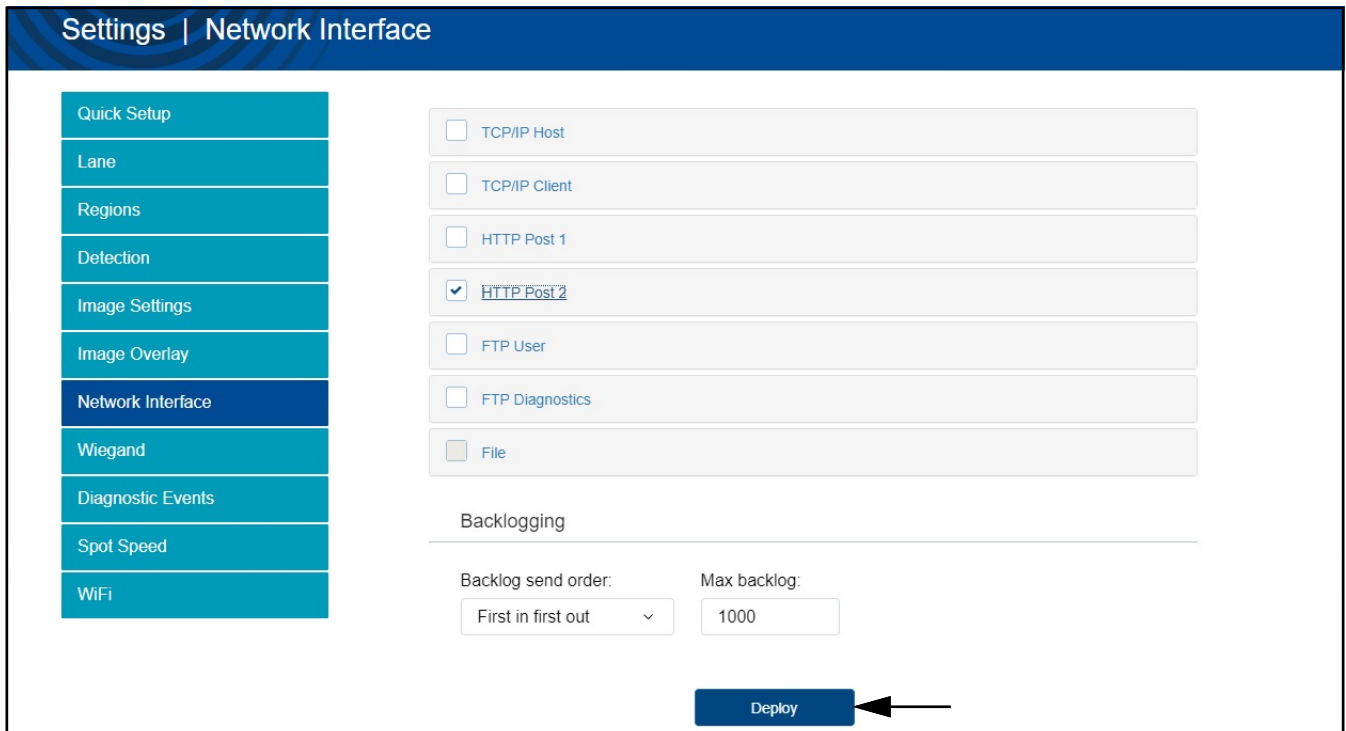 Settings | Network Interface
Quick Setup
Lane
Regions
Detection
Image Settings
Image Overlay
Network Interface
Wiegand
Diagnostic Events
Spot Speed
WiFi
TCP/IP Host
TCP/IP Client
HTTP Post 1
HTTP Post 2
FTP User
FTP Diagnostics
File
Backlogging
Backlog send order: Max backlog:
First in first out 1000
Deploy